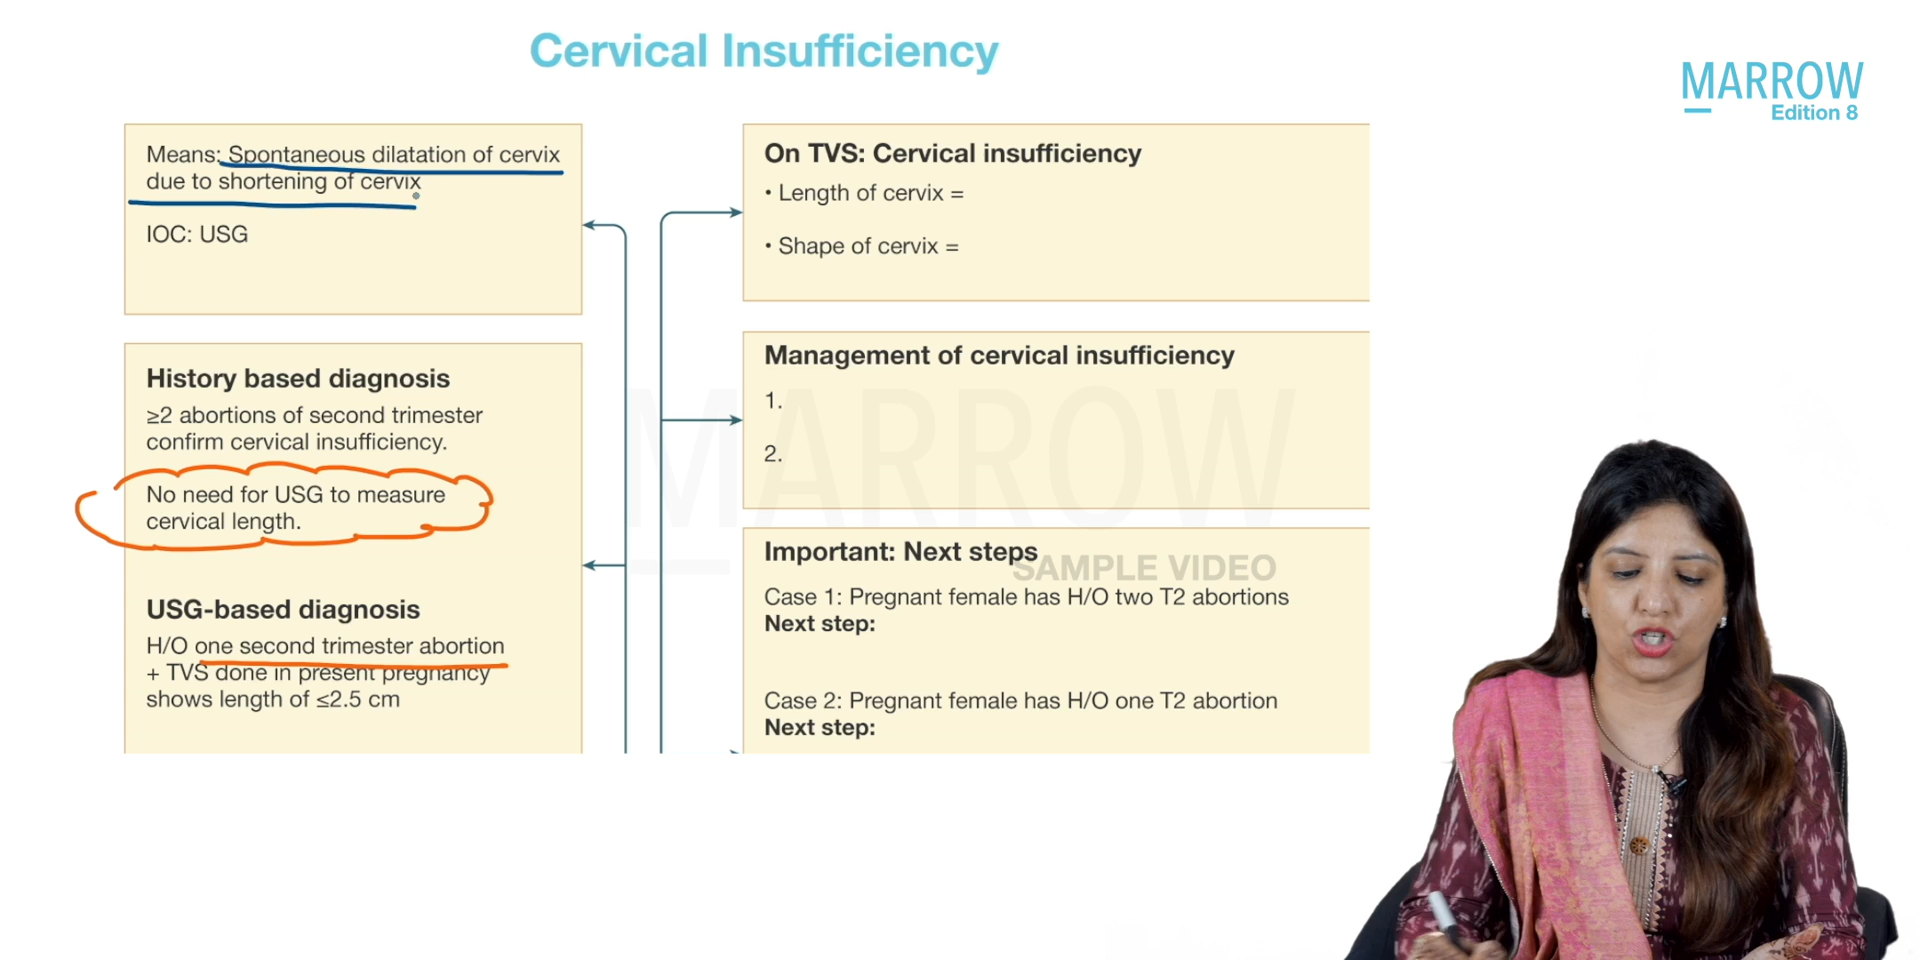 Cervical Insufficiency
MARROW
Edition 8
Means: Spontaneous dilatation of cervix
due to shortening of cervix
IOC: USG
History based diagnosis
≥2 abortions of second trimester
confirm cervical insufficiency.
No need for USG to measure
cervical length.
USG-based diagnosis
H/O one second trimester abortion
+ TVS done in present pregnancy
shows length of ≤2.5 cm
On TVS: Cervical insufficiency
• Length of cervix =
• Shape of cervix =
Management of cervical insufficiency
1.
2.
MARROW
Important: Next steps
SAMPLE VIDEO
Case 1: Pregnant female has H/O two T2 abortions
Next step:
Case 2: Pregnant female has H/O one T2 abortion
Next step: